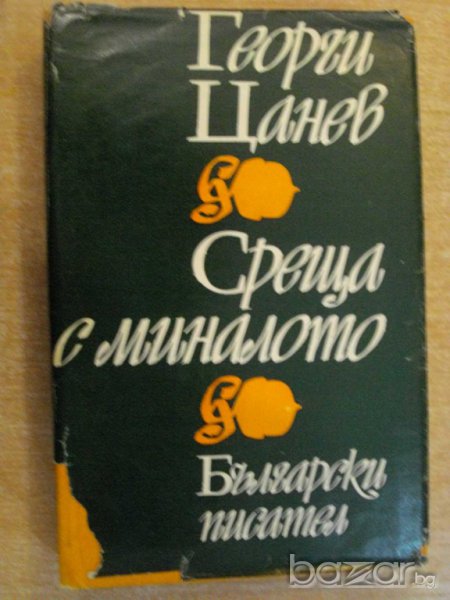 Георги
Цанев
Среща
с миналото
Български
писател
bazar.bg